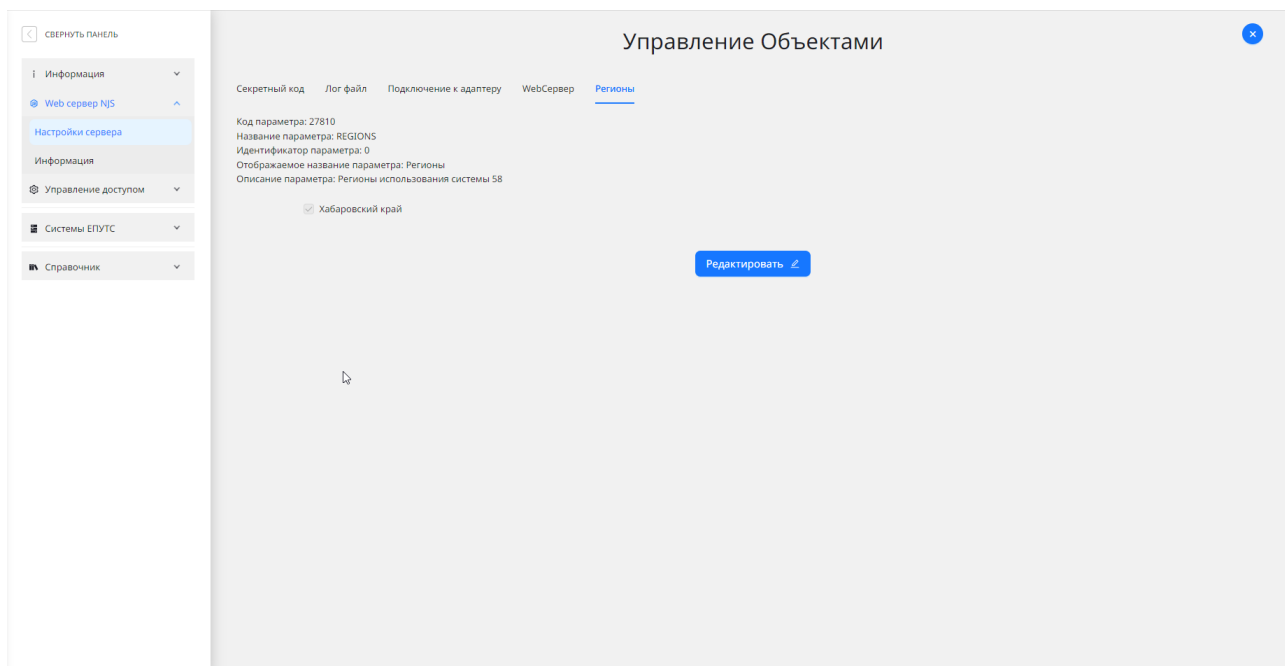 СВЕРНУТЬ ПАНЕЛЬ
Информация
Web сервер NJS
Настройки сервера
Информация
Управление доступом
Системы ЕПУТС
Справочник
Управление Объектами
Секретный код Лог файл Подключение к адаптеру WebСервер Регионы
Код параметра: 27810
Название параметра: REGIONS
Идентификатор параметра: 0
Отображаемое название параметра: Регионы
Описание параметра: Регионы использования системы 58
Хабаровский край
Редактировать